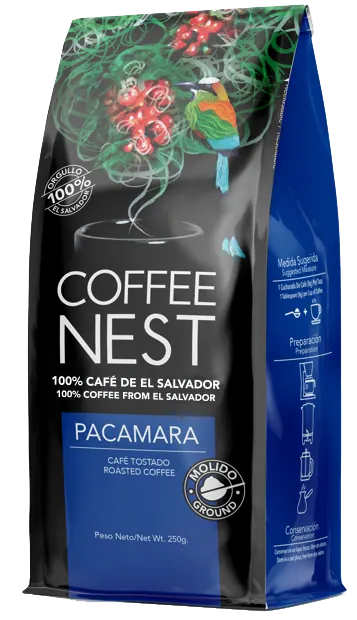 ORGULLO
100%
EL SALVADOR
COFFEE
NEST
100% CAFÉ DE EL SALVADOR
100% COFFEE FROM EL SALVADOR
PACAMARA
CAFÉ TOSTADO
ROASTED COFFEE
MOLIDO
GROUND
Peso Neto/Net Wt. 250g.
Medida Sugerida
Suggested Measure
Preparación
Preparation
Conservación
Conservation